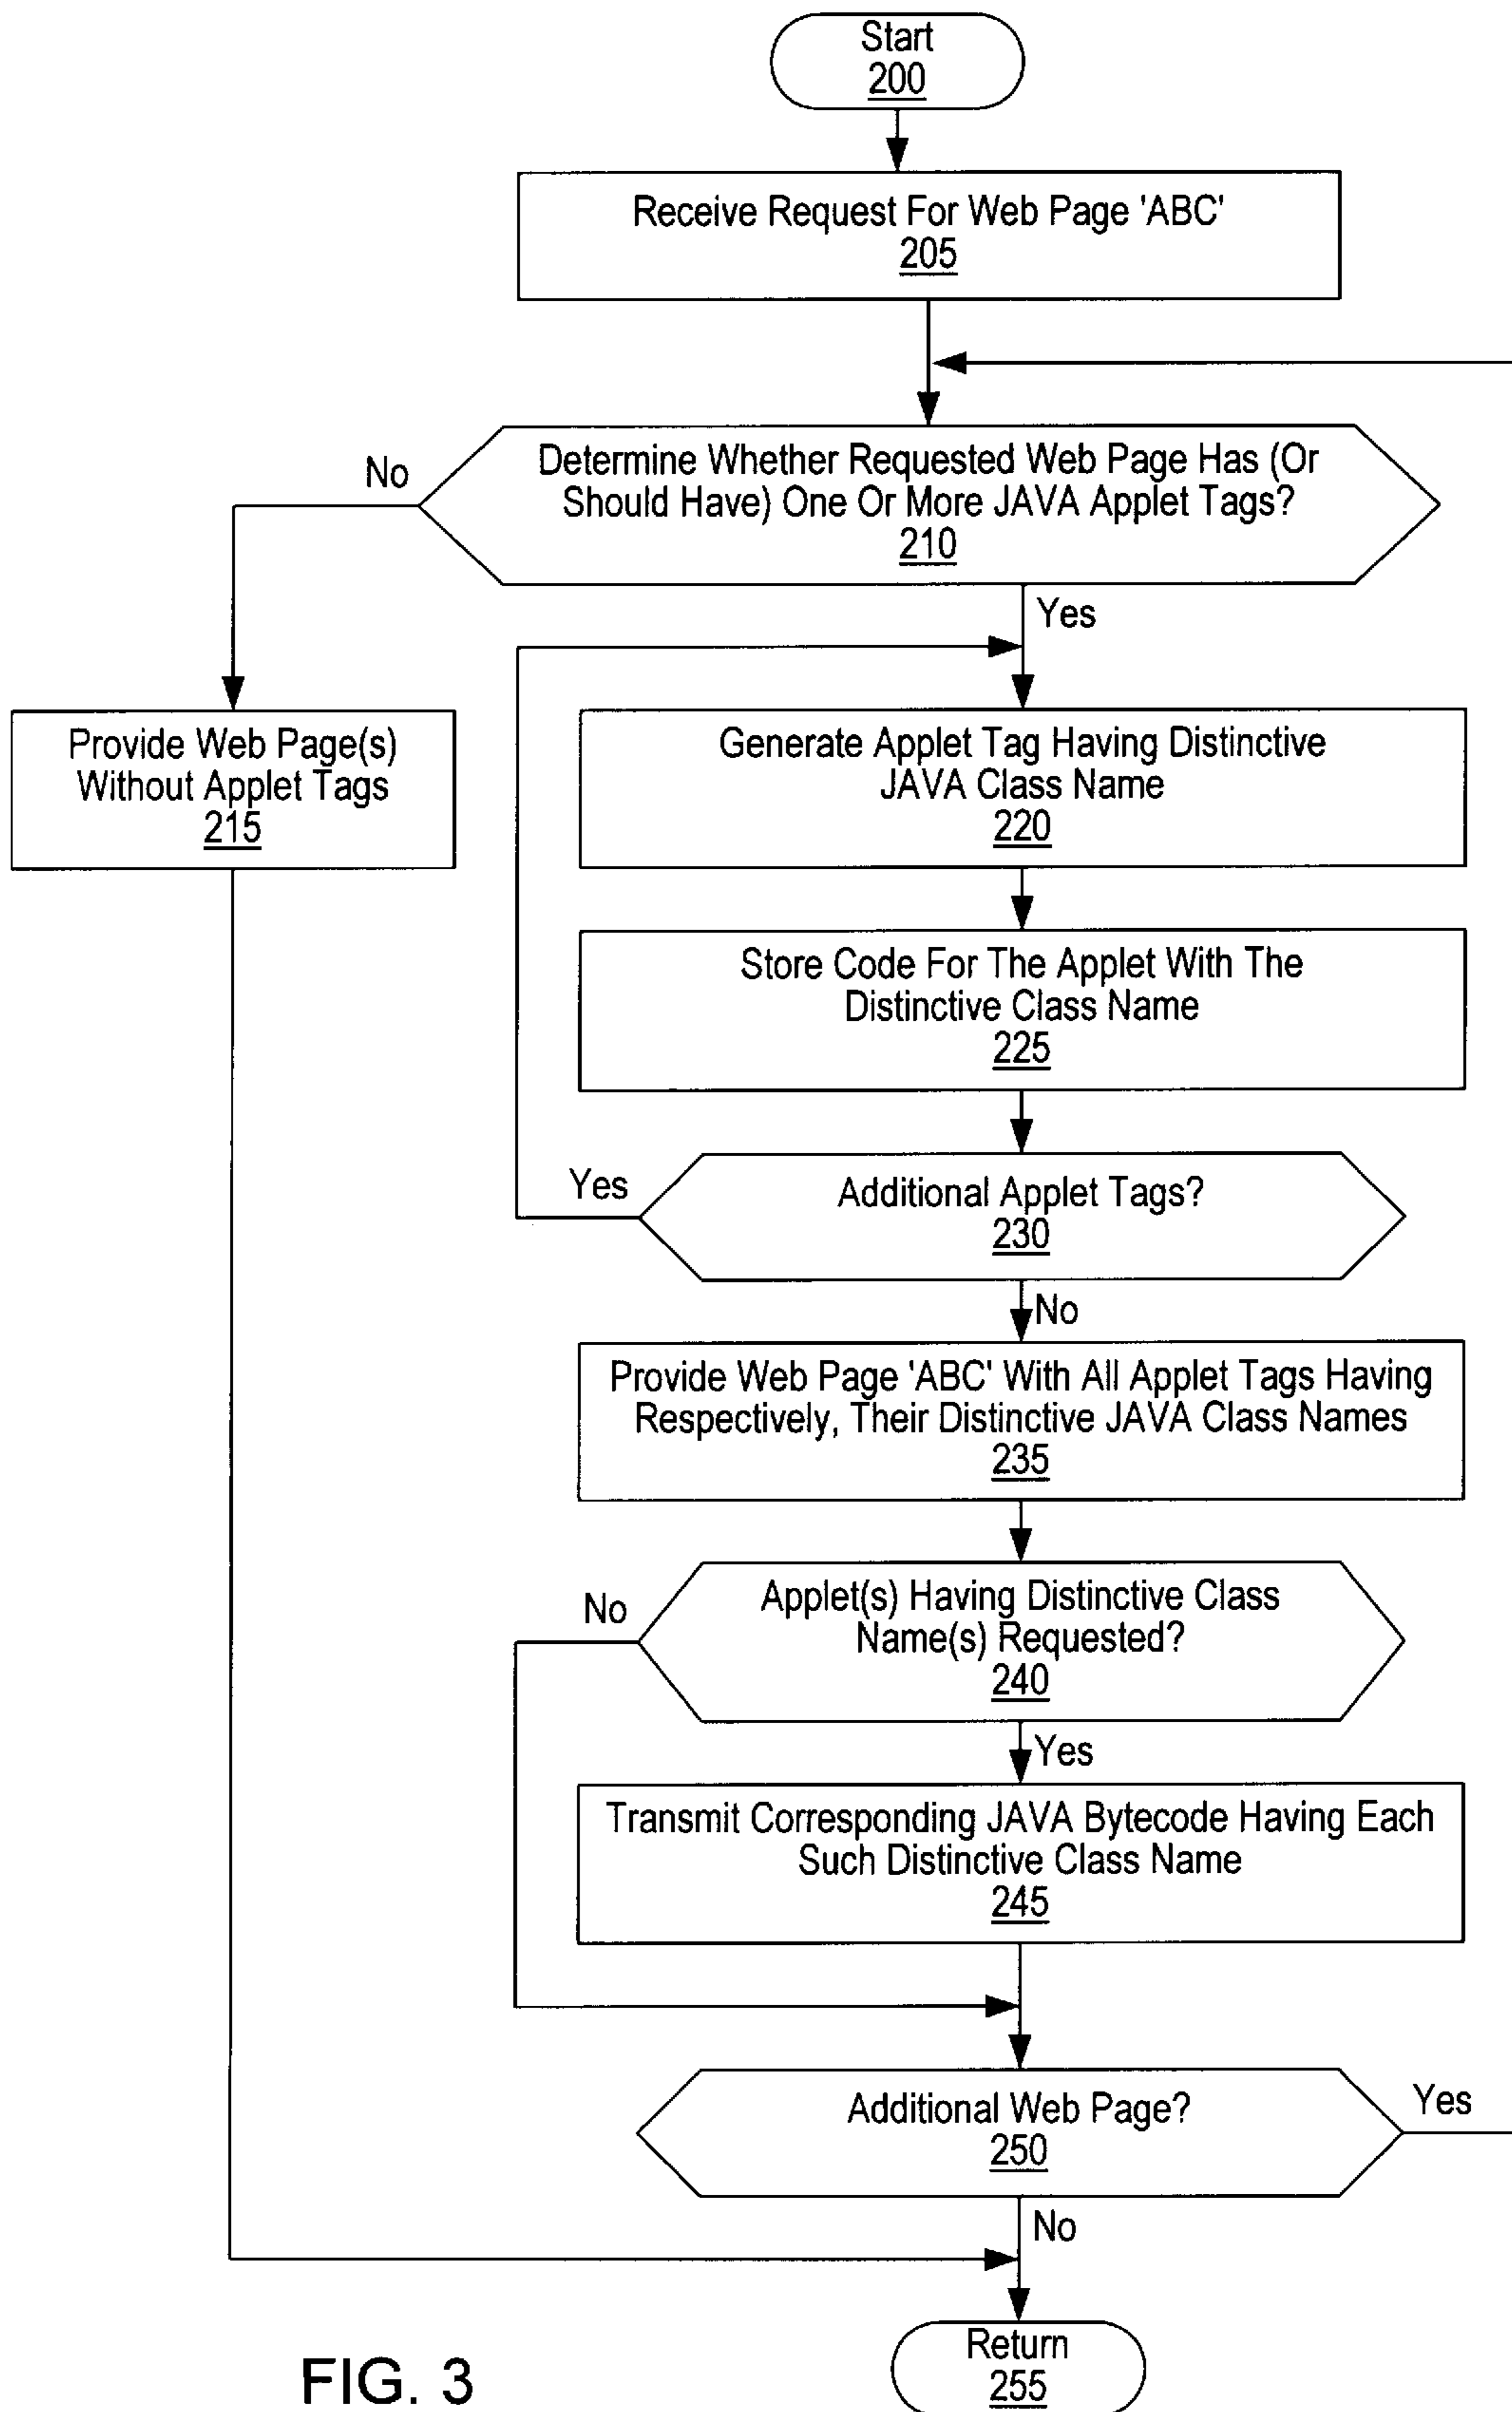 Start
200
Receive Request For Web Page 'ABC'
205
No
Determine Whether Requested Web Page Has (Or
Should Have) One Or More JAVA Applet Tags?
210
Yes
Provide Web Page(s)
Without Applet Tags
215
Generate Applet Tag Having Distinctive
JAVA Class Name
220
Store Code For The Applet With The
Distinctive Class Name
225
Yes
Additional Applet Tags?
230
No
Provide Web Page 'ABC' With All Applet Tags Having
Respectively, Their Distinctive JAVA Class Names
235
No
Applet(s) Having Distinctive Class
Name(s) Requested?
240
Yes
Transmit Corresponding JAVA Bytecode Having Each
Such Distinctive Class Name
245
Additional Web Page?
250
Yes
No
Return
255
FIG. 3